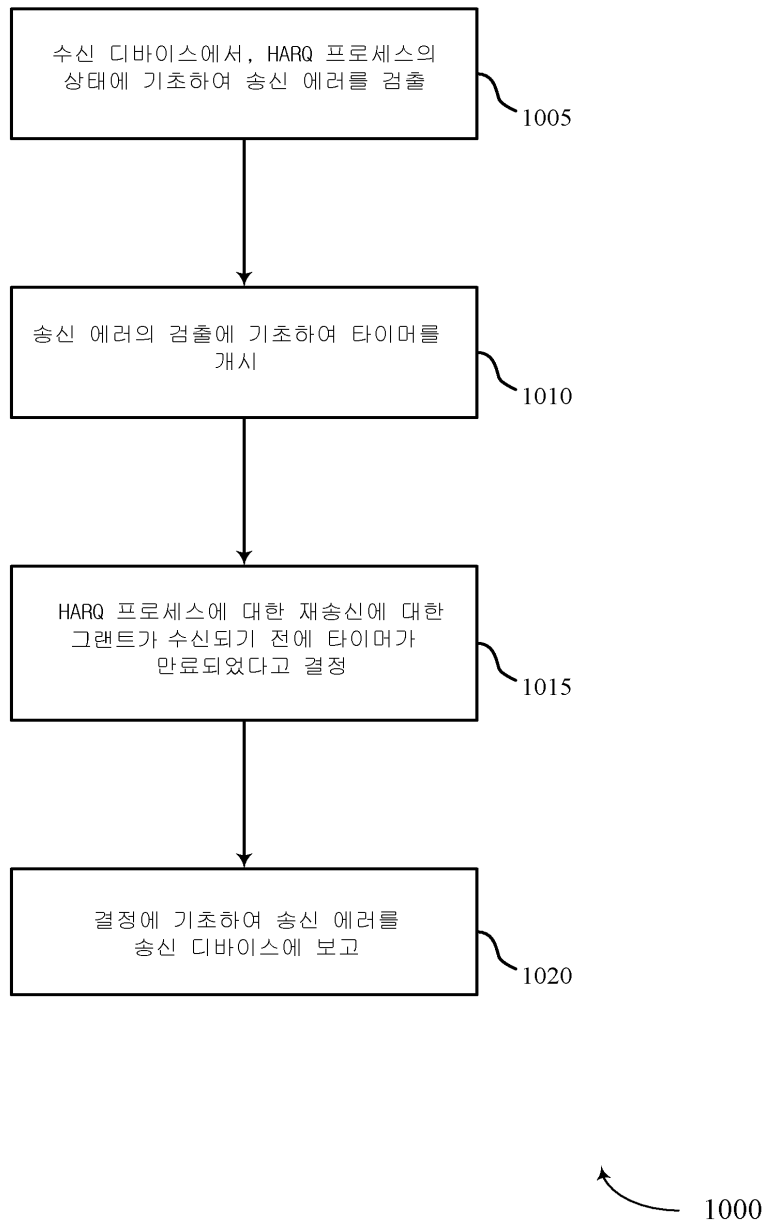 수신 디바이스에서, HARQ 프로세스의
상태에 기초하여 송신 에러를 검출
1005
송신 에러의 검출에 기초하여 타이머를
개시
1010
HARQ 프로세스에 대한 재송신에 대한
그랜트가 수신되기 전에 타이머가
만료되었다고 결정
1015
결정에 기초하여 송신 에러를
송신 디바이스에 보고
1020
1000